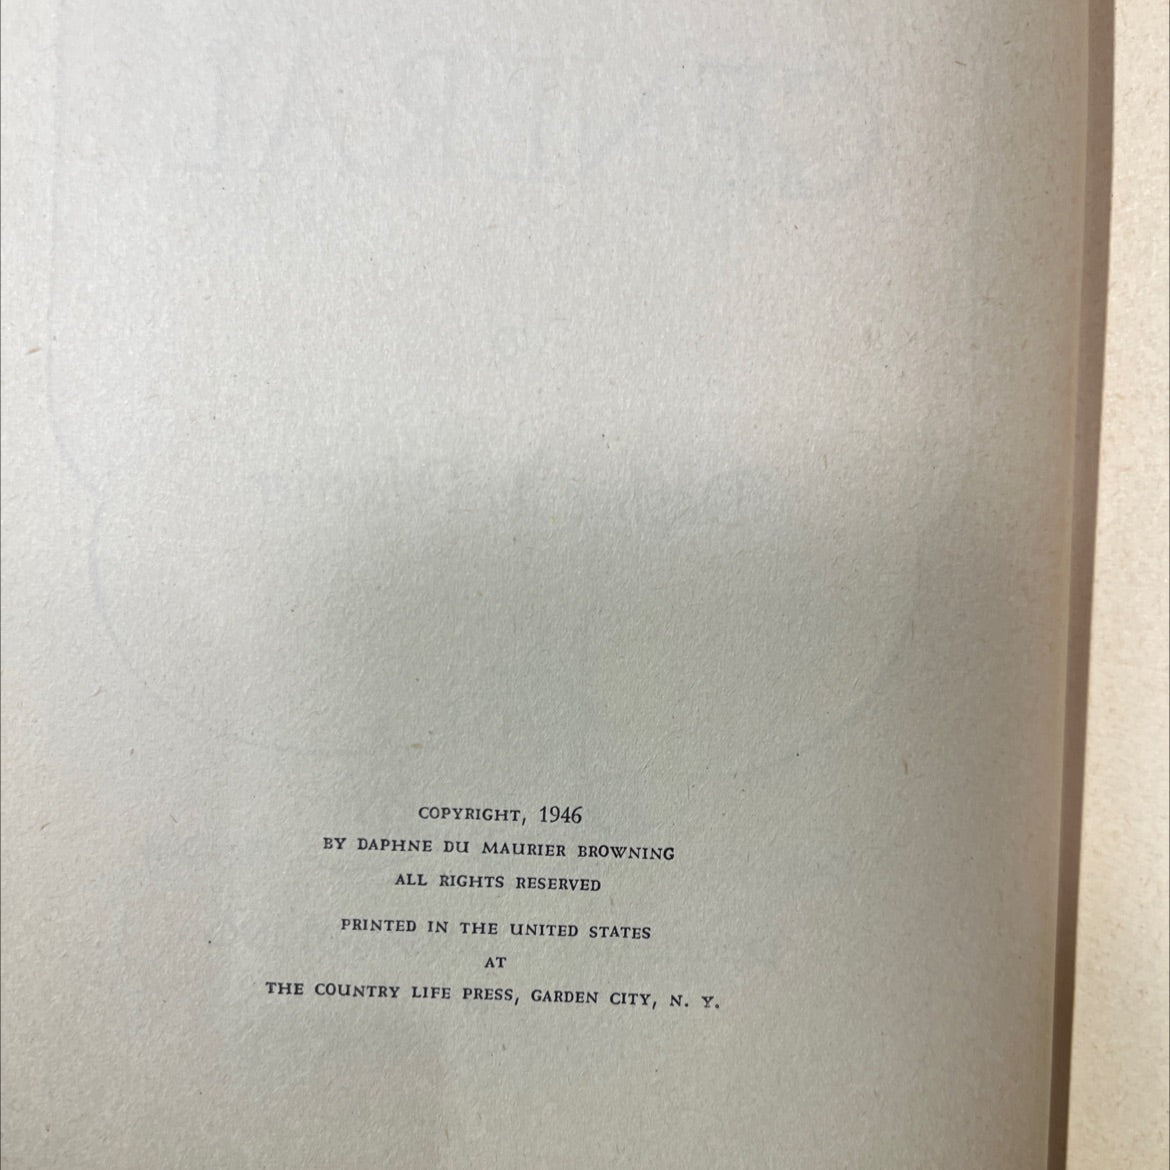 GENERAL
COPYRIGHT, 1946
BY DAPHNE DU MAURIER BROWNING
ALL RIGHTS RESERVED
PRINTED IN THE UNITED STATES
AT
THE COUNTRY LIFE PRESS, GARDEN CITY, N. Y.